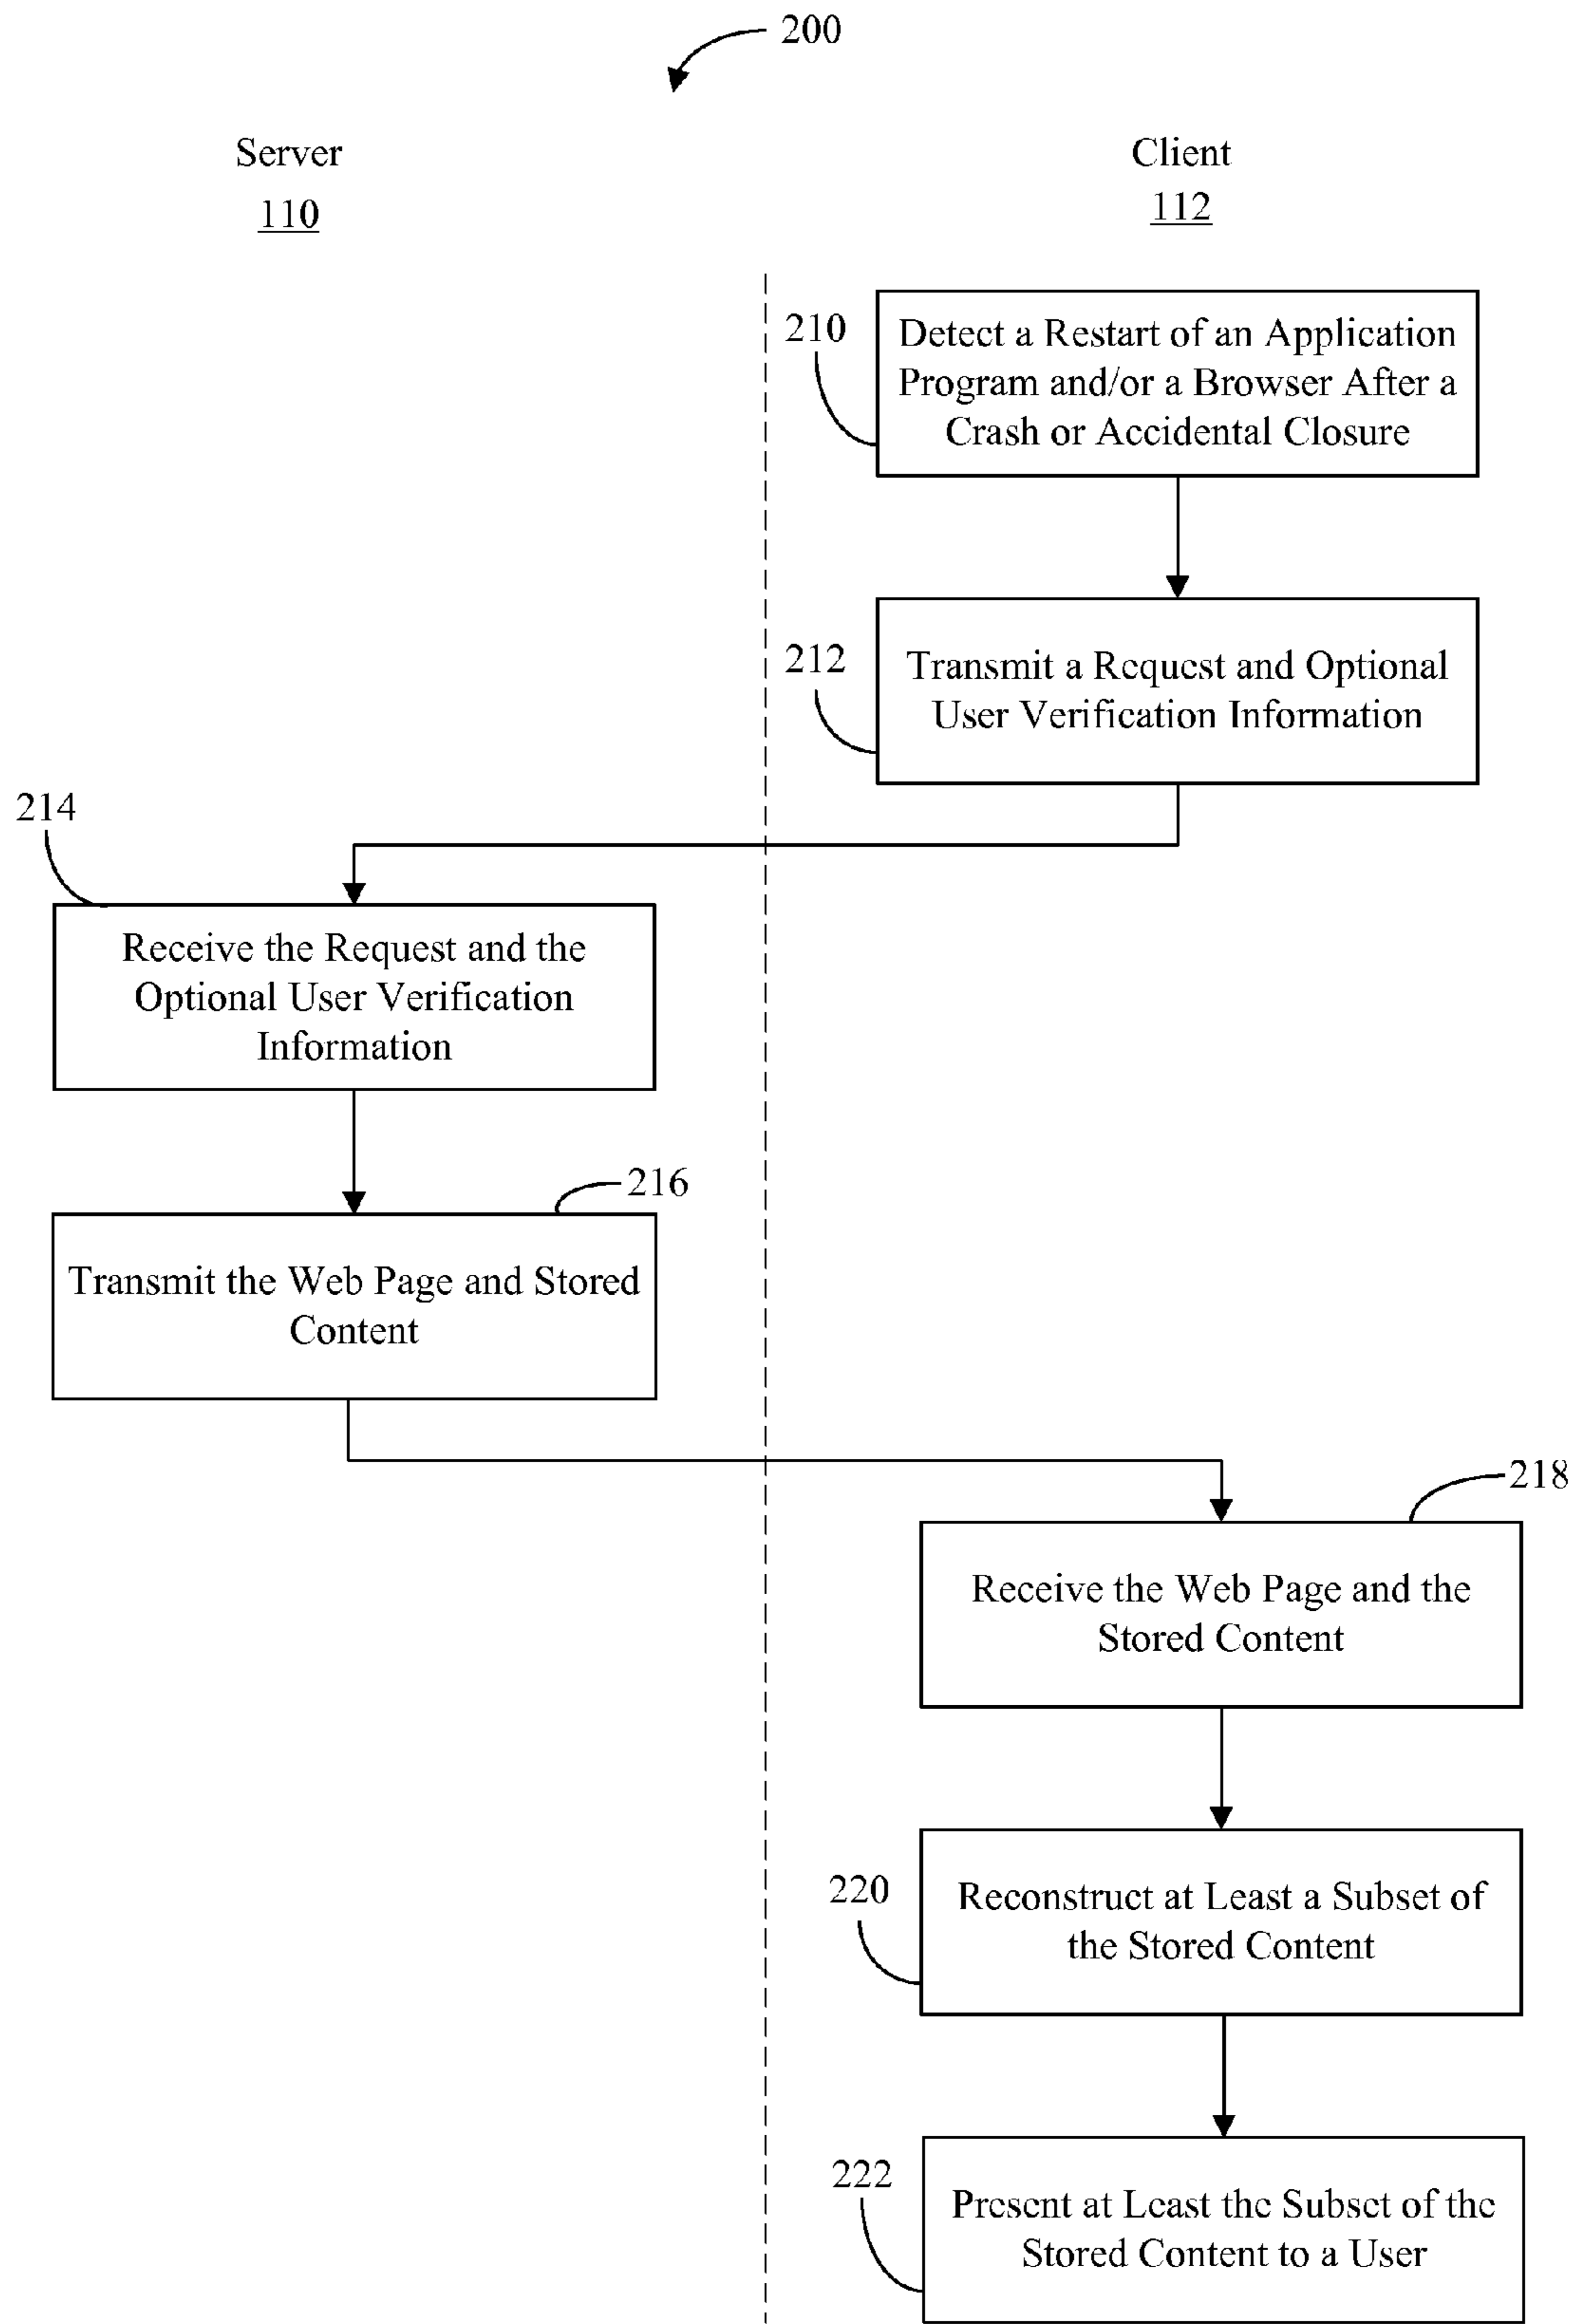 200
Server
110
Client
112
210
Detect a Restart of an Application
Program and/or a Browser After a
Crash or Accidental Closure
212
Transmit a Request and Optional
User Verification Information
214
Receive the Request and the
Optional User Verification
Information
216
Transmit the Web Page and Stored
Content
218
Receive the Web Page and the
Stored Content
220
Reconstruct at Least a Subset of
the Stored Content
222
Present at Least the Subset of the
Stored Content to a User